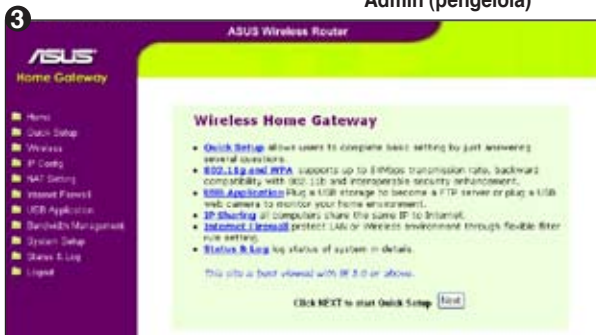 Admin (pengelola)
3
ASUS Wireless Router
ASUS
Home Gateway
Home
Quick Setup
Wireless
IP Config
NAT Setting
Internet Firewall
USB Application
Bandwidth Management
System Setup
Status & Log
Logout
Wireless Home Gateway
Quick Setup allows users to complete basic setting by just answering
several questions.
802.11g and WPA supports up to 54Mbps transmission rate, backward
compatibility with 802.11b and interoperable security enhancement.
USB Application Plug a USB storage to become a FTP server or plug a USB
web camera to monitor your home environment.
IP Sharing all computers share the same IP to Internet.
Internet Firewall protect LAN or Wireless environment through flexible filter
rule setting.
Status & Log log status of system in details.
This site is best viewed with IE 5.0 or above.
Click NEXT to start Quick Setup Next